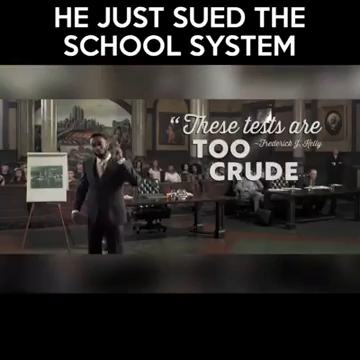 HE JUST SUED THE
SCHOOL SYSTEM
“These tests are
~Frederick J. Kelly
TOO
CRUDE